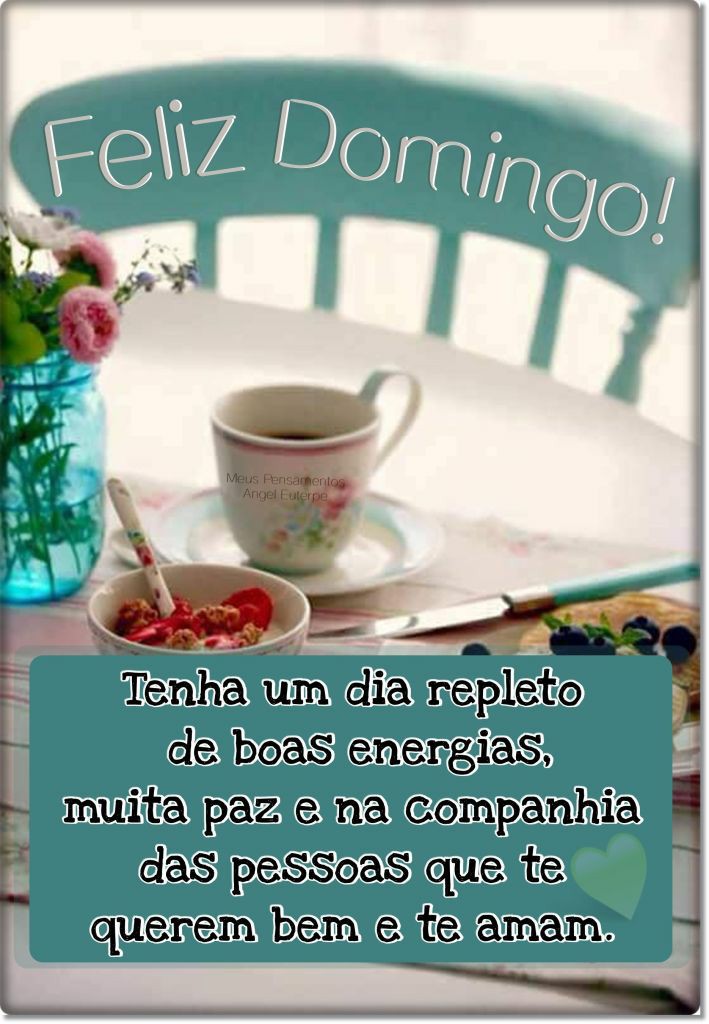 Feliz Domingo!
Meus Pensamentos
Angel Euterpe
Tenha um dia repleto
de boas energias,
muita paz e na companhia
das pessoas que te
querem bem e te amam.